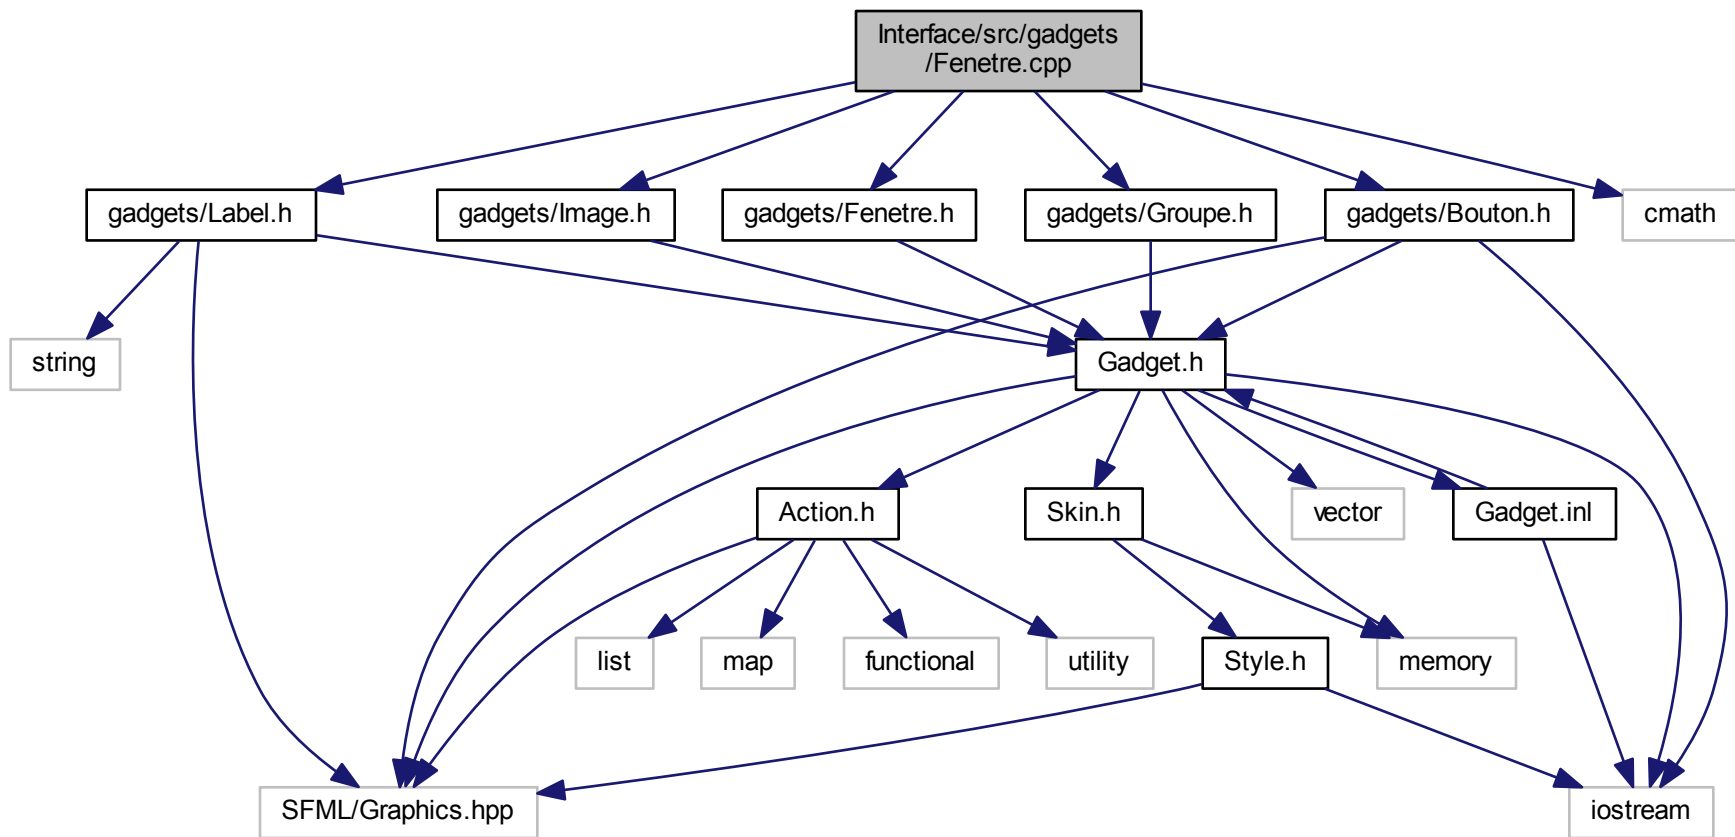 Interface/src/gadgets
/Fenetre.cpp
gadgets/Label.h
gadgets/Image.h
gadgets/Fenetre.h
gadgets/Groupe.h
gadgets/Bouton.h
cmath
string
Gadget.h
Action.h
Skin.h
vector
Gadget.inl
list
map
functional
utility
Style.h
memory
SFML/Graphics.hpp
iostream